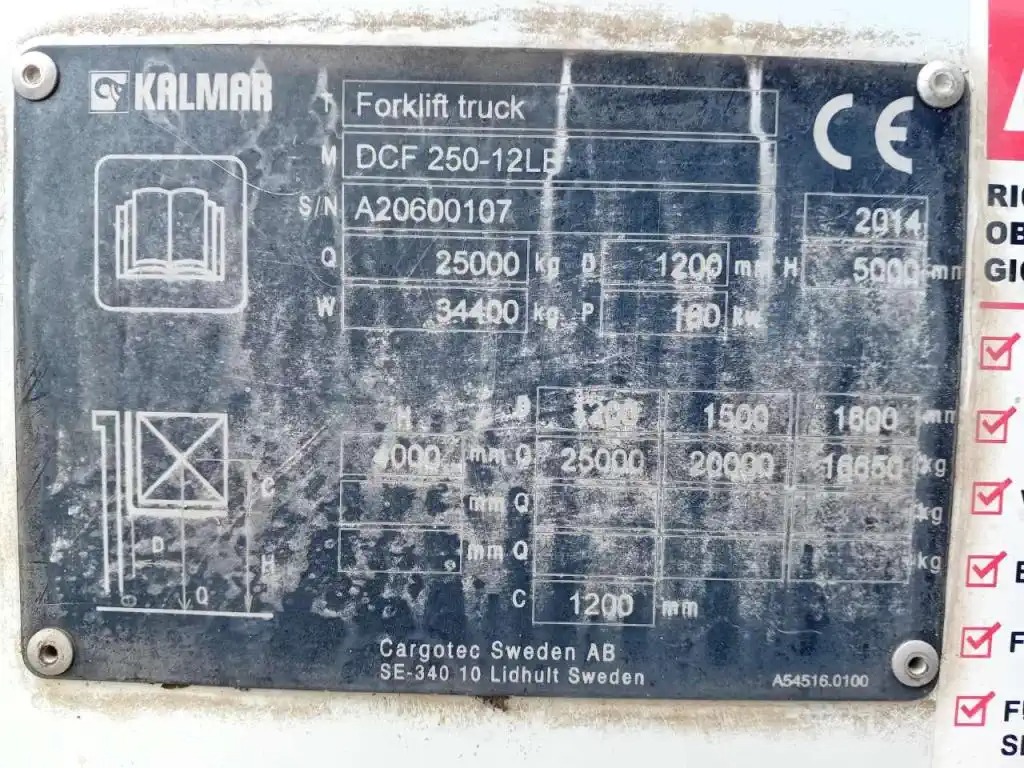 KALMAR
T Forklift truck
M DCF 250-12LB
S/N A20600107 2014
Q 25000 kg D 1200 mm H 5000 mm
W 34400 kg P 160 kw
H D 1200 1500 1800 mm
4000 mm Q 25000 20000 16650 kg
mm Q kg
mm Q kg
C 1200 mm
C
D
H
Q
Cargotec Sweden AB
SE-340 10 Lidhult Sweden
A54516.0100
CE